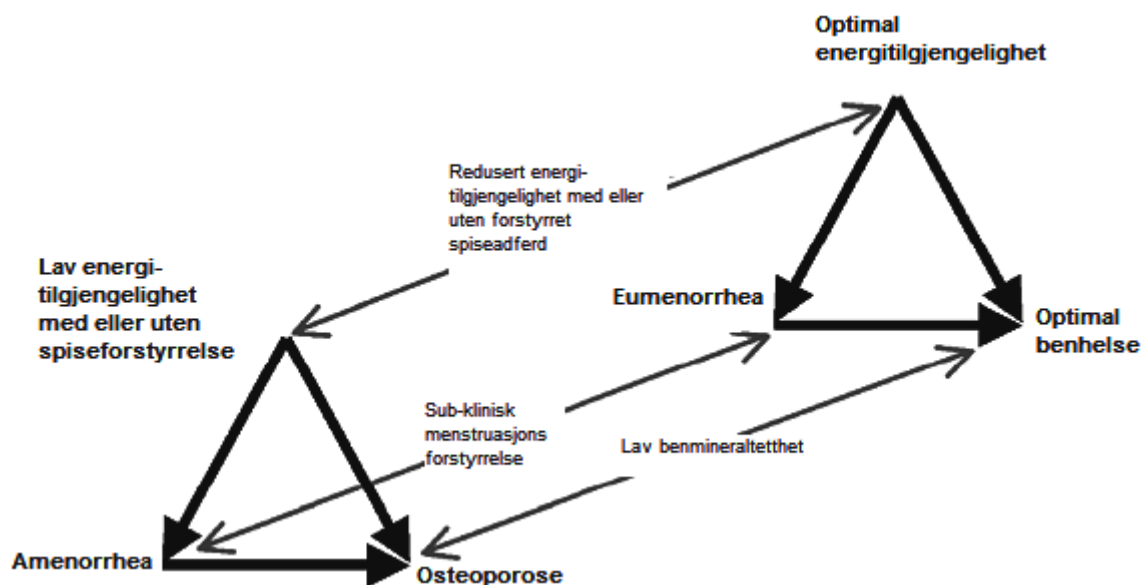 Optimal
energitilgjengelighet
Redusert energi-
tilgjengelighet med eller
uten forstyrret
spiseadferd
Lav energi-
tilgjengelighet
med eller uten
spiseforstyrrelse
Eumenorrhea
Optimal
benhelse
Sub-klinisk
menstruasjons
forstyrrelse
Lav benmineraltetthet
Amenorrhea
Osteoporose